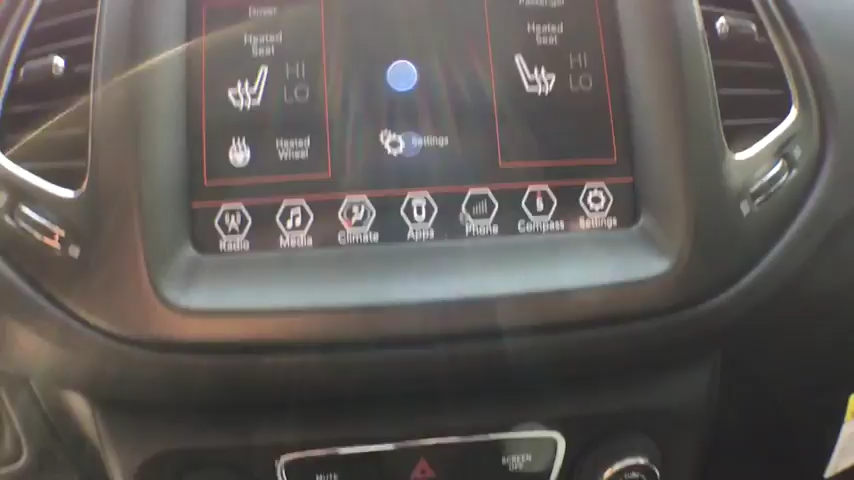 Driver
Passenger
Heated
Seat
HI
LO
Heated
Seat
HI
LO
Heated
Wheel
Settings
Radio
Media
Climate
Apps
Phone
Compass
Settings
MUTE
SCREEN
OFF